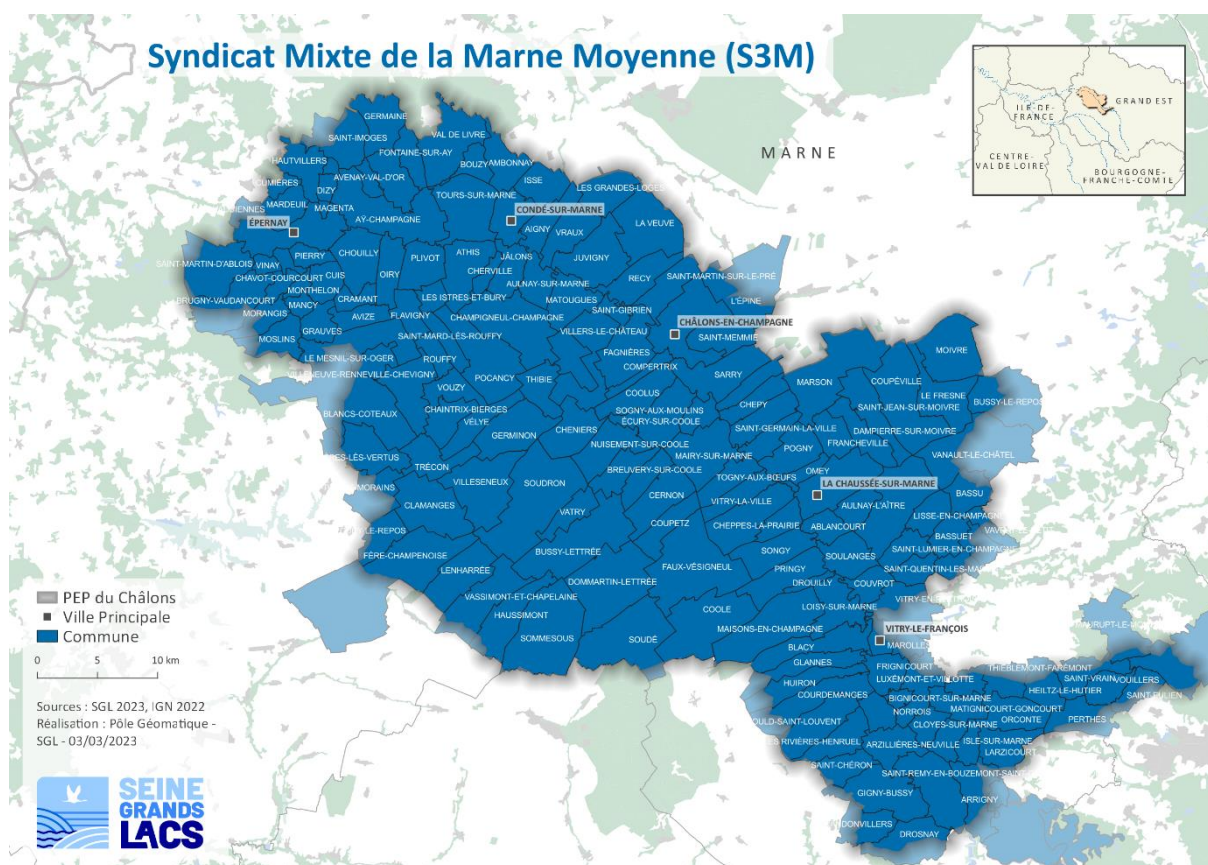 Syndicat Mixte de la Marne Moyenne (S3M)
MARNE
ILE-DE-
FRANCE
GRAND EST
CENTRE-
VAL DE LOIRE
BOURGOGNE-
FRANCHE-COMTE
GERMAINE
SAINT-IMOGES
VAL DE LIVRE
FONTAINE-SUR-AY
HAUTVILLERS
BOUZY
AMBONNAY
AVENAY-VAL-D'OR
ISSE
DIZY
TOURS-SUR-MARNE
LES GRANDES-LOGES
MARDEUIL
MAGENTA
CONDÉ-SUR-MARNE
ÉPERNAY
AŸ-CHAMPAGNE
AIGNY
VRAUX
LA VEUVE
PIERRY
CHOUILLY
PLIVOT
ATHIS
JÂLONS
JUVIGNY
SAINT-MARTIN-D'ABLOIS
VINAY
CHAVOT-COURCOURT
CUIS
OIRY
CHERVILLE
RECY
SAINT-MARTIN-SUR-LE-PRÉ
AULNAY-SUR-MARNE
MONTHELON
BRUGNY-VAUDANCOURT
MANCY
CRAMANT
LES ISTRES-ET-BURY
MATOUGUES
L'ÉPINE
MORANGIS
AVIZE
FLAVIGNY
CHAMPIGNEUL-CHAMPAGNE
SAINT-GIBRIEN
CHÂLONS-EN-CHAMPAGNE
GRAUVES
VILLERS-LE-CHÂTEAU
MOSLINS
SAINT-MARD-LÈS-ROUFFY
SAINT-MEMMIE
FAGNIÈRES
MOIVRE
LE MESNIL-SUR-OGER
ROUFFY
COMPERTRIX
VILLENEUVE-RENNEVILLE-CHEVIGNY
POCANCY
THIBIE
SARRY
MARSON
COUPÉVILLE
VOUZY
COOLUS
LE FRESNE
BUSSY-LE-REPOS
BLANCS-COTEAUX
CHAINTRIX-BIERGES
SOGNY-AUX-MOULINS
CHEPY
SAINT-JEAN-SUR-MOIVRE
VÉLYE
ÉCURY-SUR-COOLE
CHENIERS
SAINT-GERMAIN-LA-VILLE
DAMPIERRE-SUR-MOIVRE
GERMINON
NUISEMENT-SUR-COOLE
POGNY
FRANCHEVILLE
MAIRY-SUR-MARNE
VANAULT-LE-CHÂTEL
TRÉCON
BREUVERY-SUR-COOLE
TOGNY-AUX-BŒUFS
OMEY
VILLESENEUX
SOUDRON
LA CHAUSSÉE-SUR-MARNE
MORAINS
CERNON
VITRY-LA-VILLE
BASSU
CLAMANGES
VATRY
AULNAY-L'AÎTRE
LISSE-EN-CHAMPAGNE
COUPETZ
CHEPPES-LA-PRAIRIE
ABLANCOURT
BASSUET
FÈRE-CHAMPENOISE
BUSSY-LETTRÉE
SONGY
SOULANGES
SAINT-LUMIER-EN-CHAMPAGNE
LENHARRÉE
FAUX-VÉSIGNEUL
PRINGY
DOMMARTIN-LETTRÉE
DROUILLY
COUVROT
VASSIMONT-ET-CHAPELAINE
COOLE
LOISY-SUR-MARNE
HAUSSIMONT
MAISONS-EN-CHAMPAGNE
VITRY-LE-FRANÇOIS
SOMMESOUS
SOUDÉ
BLACY
MAROLLES
GLANNES
FRIGNICOURT
THIÉBLEMONT-FARÉMONT
LUXÉMONT-ET-VILLOTTE
SAINT-VRAIN
VOUILLERS
HUIRON
HEILTZ-LE-HUTIER
COURDEMANGES
BIGNICOURT-SUR-MARNE
NORROIS
MATIGNICOURT-GONCOURT
CLOYES-SUR-MARNE
ORCONTE
PERTHES
ARZILLIÈRES-NEUVILLE
ISLE-SUR-MARNE
LARZICOURT
SAINT-CHÉRON
GIGNY-BUSSY
ARRIGNY
DROSNAY
PEP du Châlons
Ville Principale
Commune
0 5 10 km
Sources : SGL 2023, IGN 2022
Réalisation : Pôle Géomatique -
SGL - 03/03/2023
SEINE
GRANDS
LACS